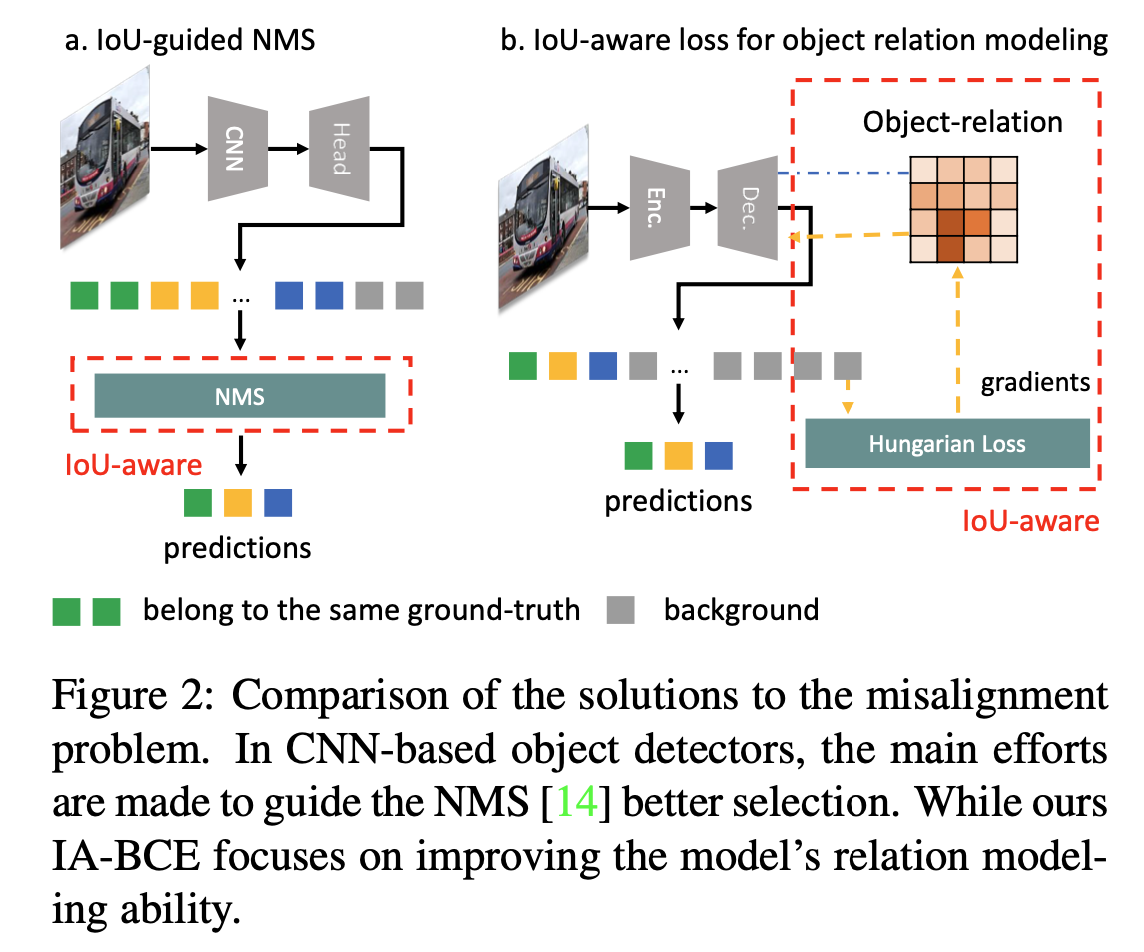 a. IoU-guided NMS
CNN
Head
...
NMS
IoU-aware
predictions
b. IoU-aware loss for object relation modeling
Object-relation
Enc.
Dec.
...
gradients
Hungarian Loss
predictions
IoU-aware
belong to the same ground-truth
background
Figure 2: Comparison of the solutions to the misalignment
problem. In CNN-based object detectors, the main efforts
are made to guide the NMS [14] better selection. While ours
IA-BCE focuses on improving the model’s relation model-
ing ability.